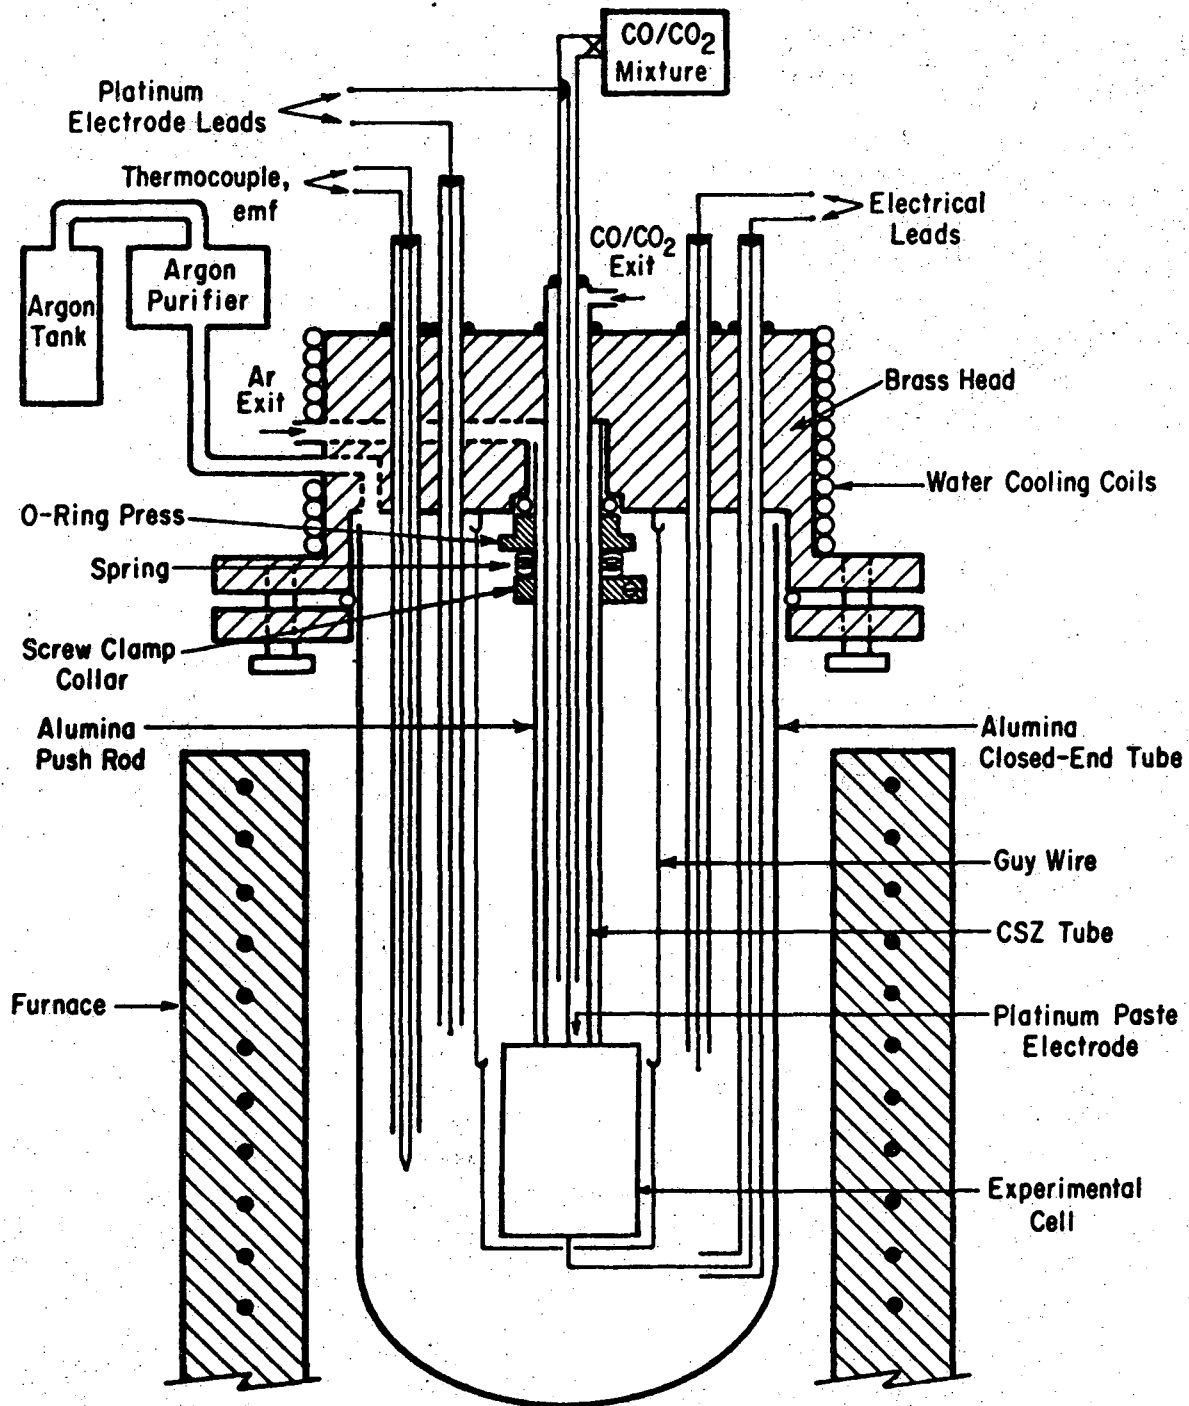 CO/CO2
Mixture
Platinum
Electrode Leads
Thermocouple,
emf
Electrical
Leads
CO/CO2
Exit
Argon
Tank
Argon
Purifier
Ar
Exit
Brass Head
Water Cooling Coils
O-Ring Press
Spring
Screw Clamp
Collar
Alumina
Push Rod
Alumina
Closed-End Tube
Guy Wire
CSZ Tube
Furnace
Platinum Paste
Electrode
Experimental
Cell